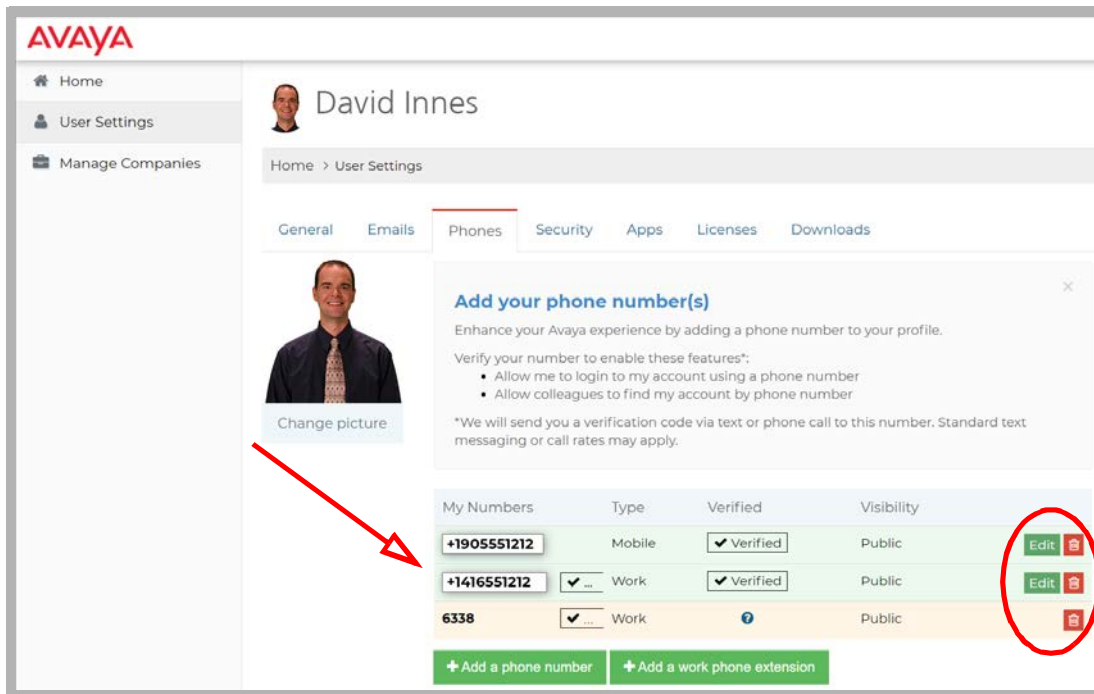 AVAYA
Home
User Settings
Manage Companies
David Innes
Home > User Settings
General Emails Phones Security Apps Licenses Downloads
Change picture
×
Add your phone number(s)
Enhance your Avaya experience by adding a phone number to your profile.
Verify your number to enable these features*:
• Allow me to login to my account using a phone number
• Allow colleagues to find my account by phone number
*We will send you a verification code via text or phone call to this number. Standard text
messaging or call rates may apply.
My Numbers Type Verified Visibility
+1905551212 Mobile ✔ Verified Public Edit
+1416551212 ✔ ... Work ✔ Verified Public Edit
6338 ✔ ... Work ? Public
+ Add a phone number + Add a work phone extension